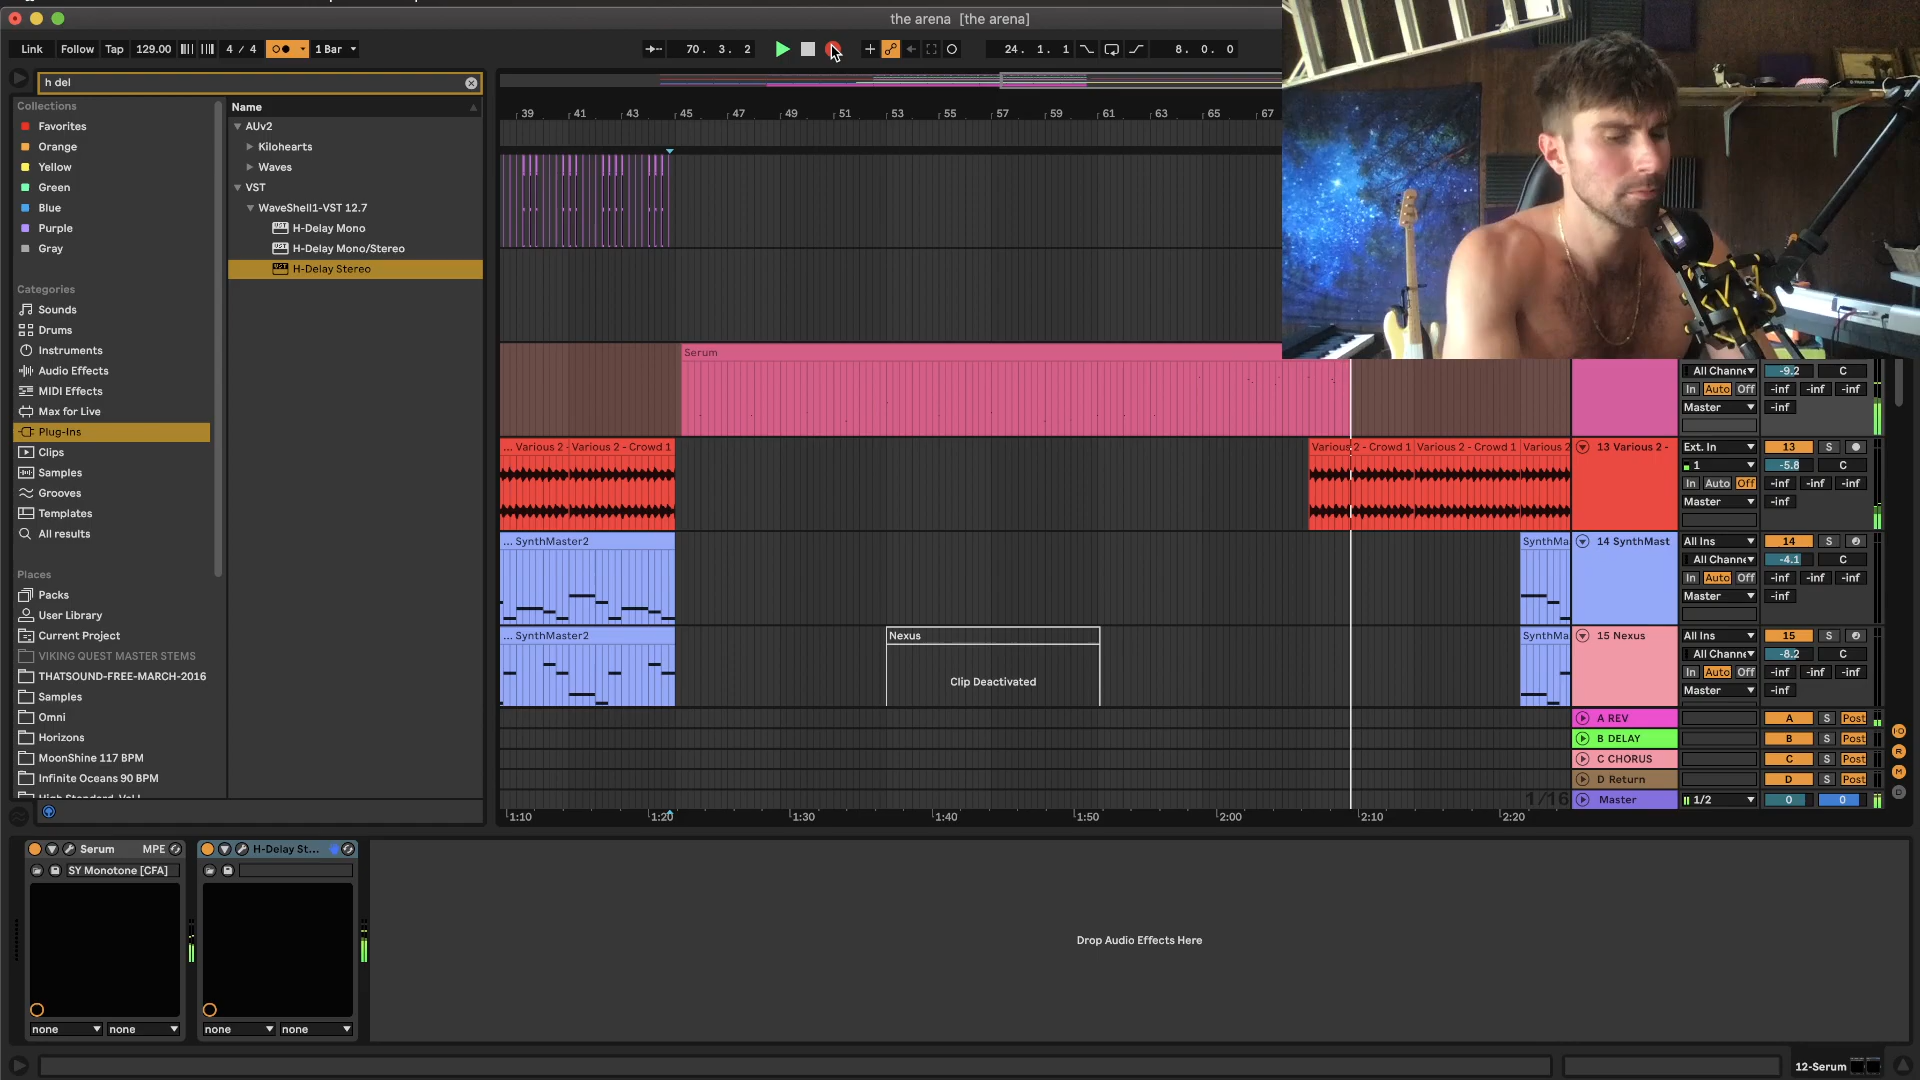 the arena [the arena]
Link Follow Tap 129.00 4 / 4 1 Bar 70. 3. 2 24. 1. 1 8. 0. 0
h del
Collections
Favorites
Orange
Yellow
Green
Blue
Purple
Gray
Categories
Sounds
Drums
Instruments
Audio Effects
MIDI Effects
Max for Live
Plug-Ins
Clips
Samples
Grooves
Templates
All results
Places
Packs
User Library
Current Project
VIKING QUEST MASTER STEMS
THATSOUND-FREE-MARCH-2016
Samples
Omni
Horizons
MoonShine 117 BPM
Infinite Oceans 90 BPM
Name
AUv2
Kilohearts
Waves
VST
WaveShell1-VST 12.7
H-Delay Mono
H-Delay Mono/Stereo
H-Delay Stereo
39 41 43 45 47 49 51 53 55 57 59 61 63 65 67
Serum
All Channe -9.2 C
In Auto Off -inf -inf -inf
Master -inf
... Various 2 - Various 2 - Crowd 1 Various 2 - Crowd 1 Various 2 - Crowd 1 Various 2
13 Various 2 - Ext. In 13 S
1 -5.8 C
In Auto Off -inf -inf -inf
Master -inf
... SynthMaster2 SynthMa
14 SynthMast All Ins 14 S
All Channe -4.1 C
In Auto Off -inf -inf -inf
Master -inf
... SynthMaster2 Nexus SynthMa
Clip Deactivated
15 Nexus All Ins 15 S
All Channe -8.2 C
In Auto Off -inf -inf -inf
Master -inf
A REV A S Post
B DELAY B S Post
C CHORUS C S Post
D Return D S Post
1/16 Master 1/2 0 0
1:10 1:20 1:30 1:40 1:50 2:00 2:10 2:20
Serum MPE
SY Monotone [CFA]
none none
H-Delay St...
none none
Drop Audio Effects Here
12-Serum